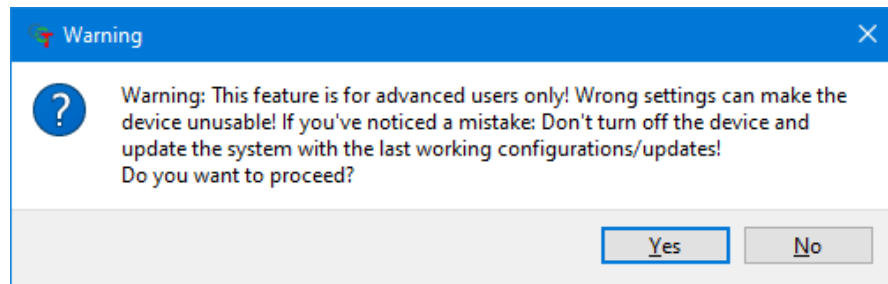 Warning
Warning: This feature is for advanced users only! Wrong settings can make the
device unusable! If you've noticed a mistake: Don't turn off the device and
update the system with the last working configurations/updates!
Do you want to proceed?
Yes
No